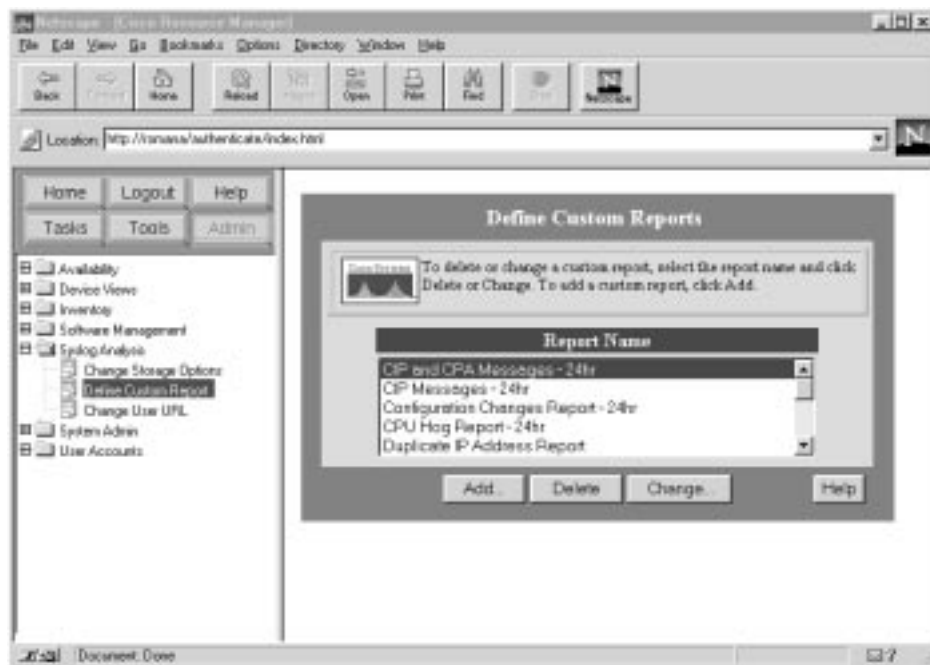 Netscape - [Cisco Resource Manager]
File Edit View Go Bookmarks Options Directory Window Help
Back Home Reload Open Print Find Netscape
Location: http://ramana/authenticate/index.html
N
Home Logout Help
Tasks Tools Admin
Availability
Device Views
Inventory
Software Management
Syslog Analysis
Change Storage Options
Define Custom Report
Change User URL
System Admin
User Accounts
Define Custom Reports
To delete or change a custom report, select the report name and click
Delete or Change. To add a custom report, click Add.
Report Name
CIP and CPA Messages - 24hr
CIP Messages - 24hr
Configuration Changes Report - 24hr
CPU Hog Report - 24hr
Duplicate IP Address Report
Add... Delete Change... Help
Document: Done